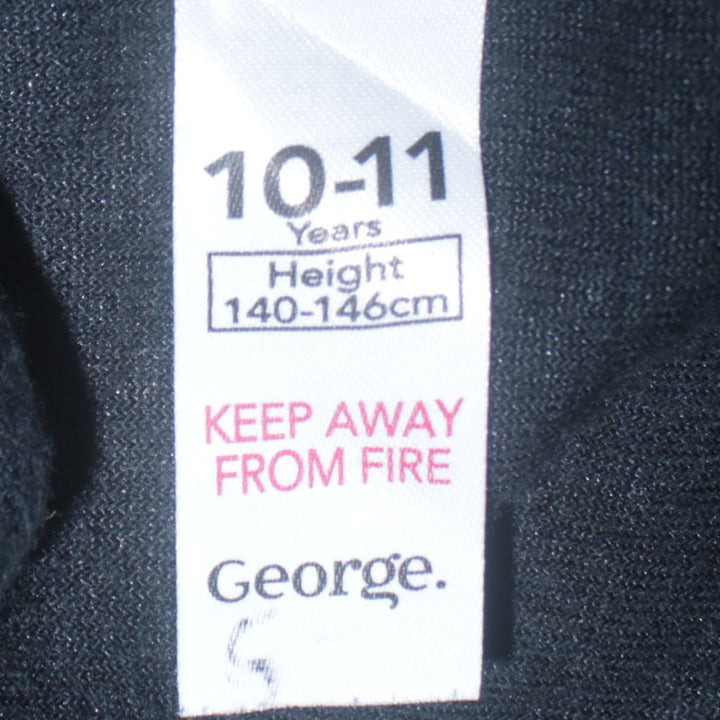 10-11
Years
Height
140-146cm
KEEP AWAY
FROM FIRE
George.